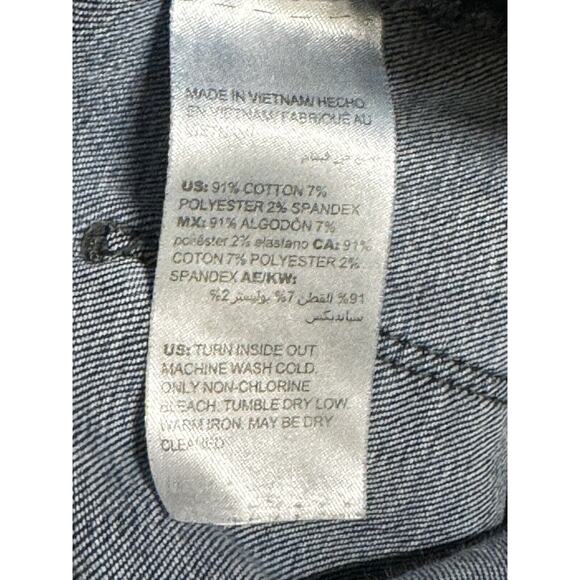 MADE IN VIETNAM/HECHO
EN VIETNAM/FABRIQUÉ AU
VIETNAM
صنع في فيتنام
US: 91% COTTON 7%
POLYESTER 2% SPANDEX
MX: 91% ALGODÓN 7%
poliéster 2% elastano CA: 91%
COTON 7% POLYESTER 2%
SPANDEX AE/KW:
91% القطن 7% بوليستر 2%
سبانديكس
US: TURN INSIDE OUT.
MACHINE WASH COLD.
ONLY NON-CHLORINE
BLEACH. TUMBLE DRY LOW.
WARM IRON. MAY BE DRY
CLEANED